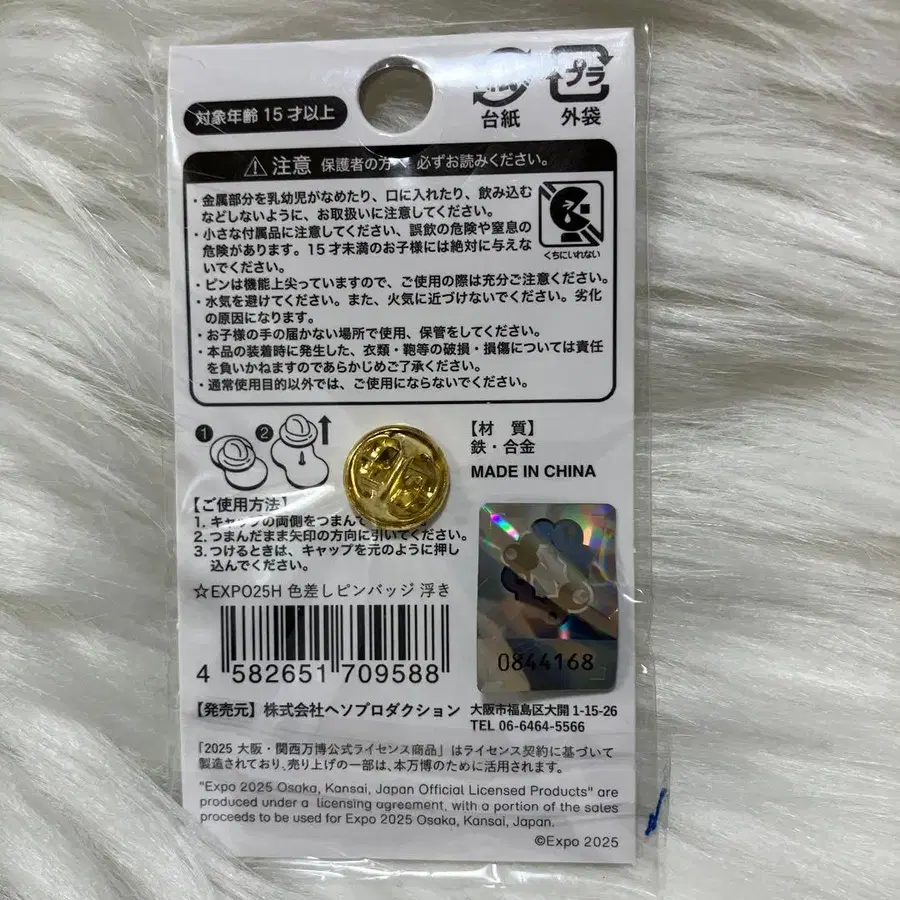 対象年齢 15 才以上
台紙
プラ
外袋
⚠注意 保護者の方へ 必ずお読みください。
・金属部分を乳幼児がなめたり、口に入れたり、飲み込む
などしないように、お取扱いに注意してください。
・小さな付属品に注意してください、誤飲の危険や窒息の
危険があります。15 才未満のお子様には絶対に与えな
いでください。
くちにいれない
・ピンは機能上尖っていますので、ご使用の際は充分ご注意ください。
・水気を避けてください。また、火気に近づけないでください。劣化
の原因になります。
・お子様の手の届かない場所で使用、保管をしてください。
・本品の装着時に発生した、衣類・鞄等の破損・損傷については責任
を負いかねますのであらかじめご了承ください。
・通常使用目的以外では、ご使用にならないでください。
1 2
【材 質】
鉄・合金
MADE IN CHINA
【ご使用方法】
1. キャップの両側をつまんで
2. つまんだまま矢印の方向に引いてください。
3. つけるときは、キャップを元のように押し
込んでください。
☆EXPO25H 色差しピンバッジ 浮き
4 582651 709588
0844168
【発売元】株式会社ヘソプロダクション
大阪市福島区大開 1-15-26
TEL 06-6464-5566
「2025 大阪・関西万博公式ライセンス商品」はライセンス契約に基づいて
製造されており、売り上げの一部は、本万博のために活用されます。
"Expo 2025 Osaka, Kansai, Japan Official Licensed Products" are
produced under a licensing agreement, with a portion of the sales
proceeds to be used for Expo 2025 Osaka, Kansai, Japan.
©Expo 2025